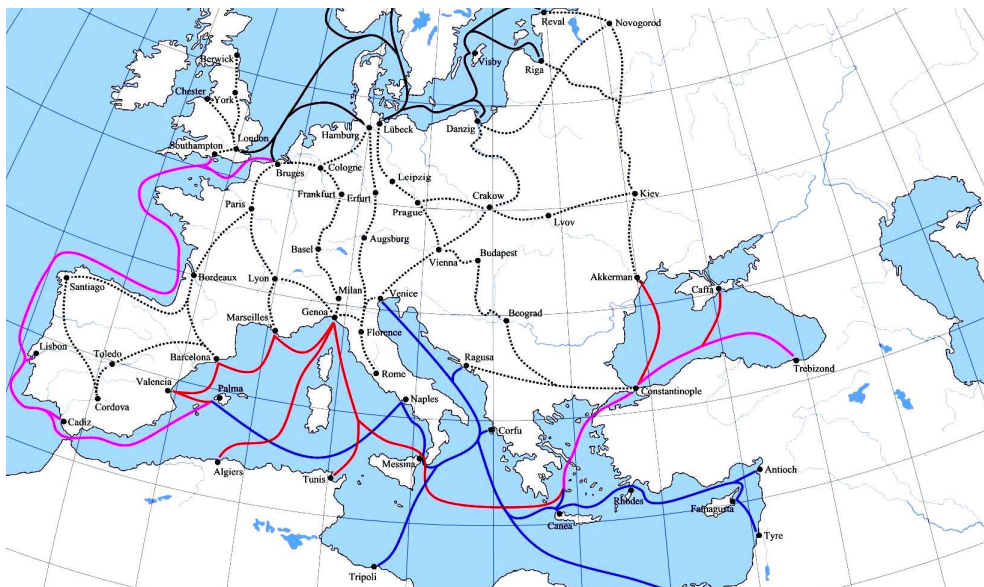 Reval
Novogorod
Berwick
Visby
Riga
Chester
York
London
Hamburg
Lübeck
Danzig
Southampton
Bruges
Cologne
Leipzig
Frankfurt
Erfurt
Crakow
Kiev
Paris
Prague
Lvov
Augsburg
Basel
Vienna
Budapest
Santiago
Bordeaux
Lyon
Akkerman
Caffa
Milan
Venice
Marseilles
Genoa
Beograd
Florence
Lisbon
Toledo
Barcelona
Ragusa
Trebizond
Rome
Valencia
Palma
Constantinople
Cordova
Naples
Cadiz
Corfu
Algiers
Messina
Antioch
Tunis
Rhodes
Famagusta
Canea
Tyre
Tripoli